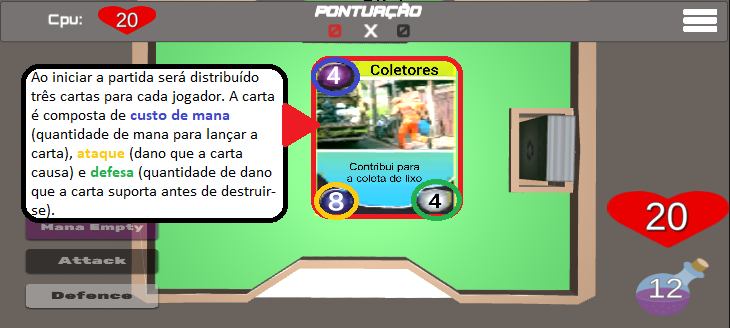 Cpu: 20
PONTUAÇÃO
0 X 0
Ao iniciar a partida será distribuído
três cartas para cada jogador. A carta
é composta de custo de mana
(quantidade de mana para lançar a
carta), ataque (dano que a carta
causa) e defesa (quantidade de dano
que a carta suporta antes de destruir-
se).
4 Coletores
Contribui para
a coleta de lixo
8 4
Mana Empty
Attack
Defence
20
12